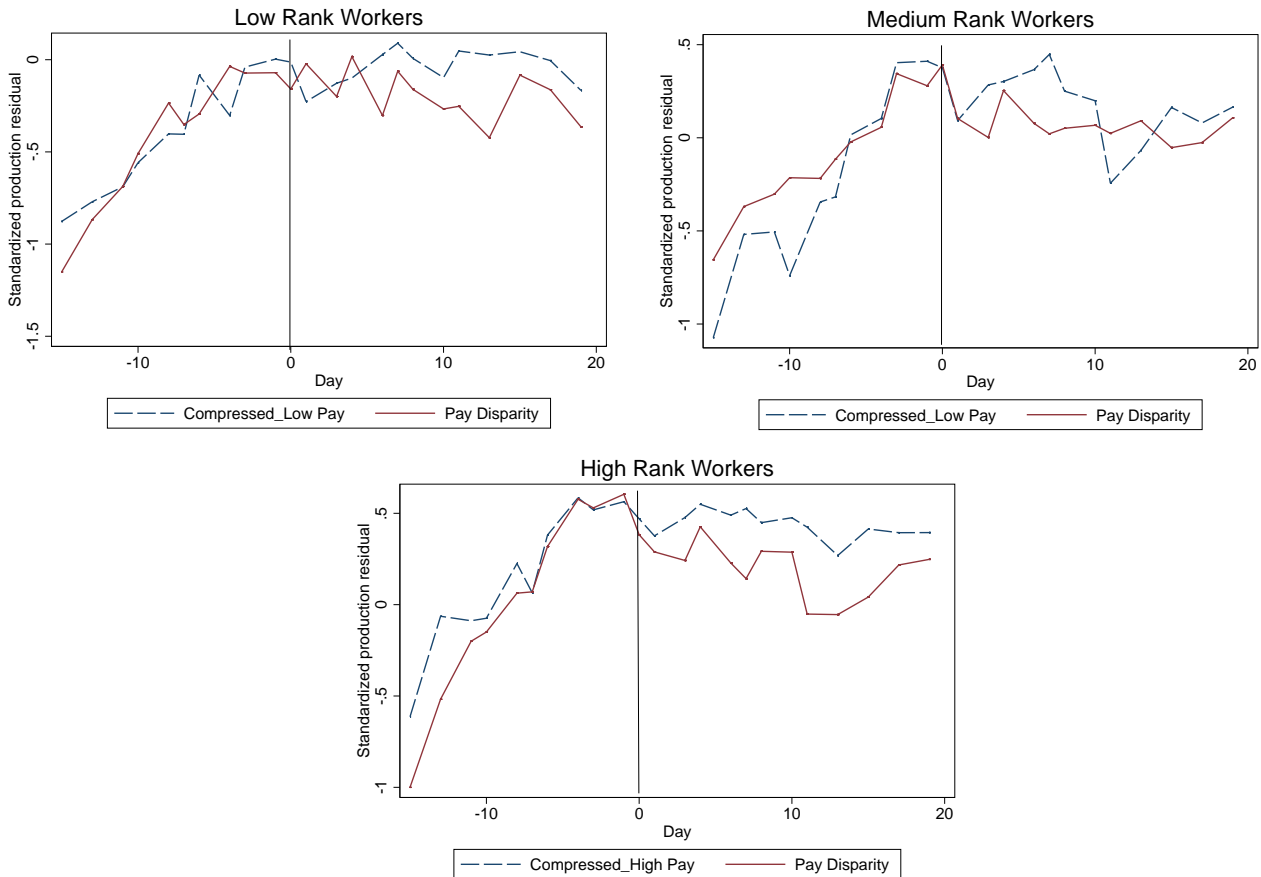 Low Rank Workers
Standardized production residual
0
-.5
-1
-1.5
-10
0
10
20
Day
Compressed_Low Pay
Pay Disparity
Medium Rank Workers
Standardized production residual
.5
0
-.5
-1
-10
0
10
20
Day
Compressed_Low Pay
Pay Disparity
High Rank Workers
Standardized production residual
.5
0
-.5
-1
-10
0
10
20
Day
Compressed_High Pay
Pay Disparity